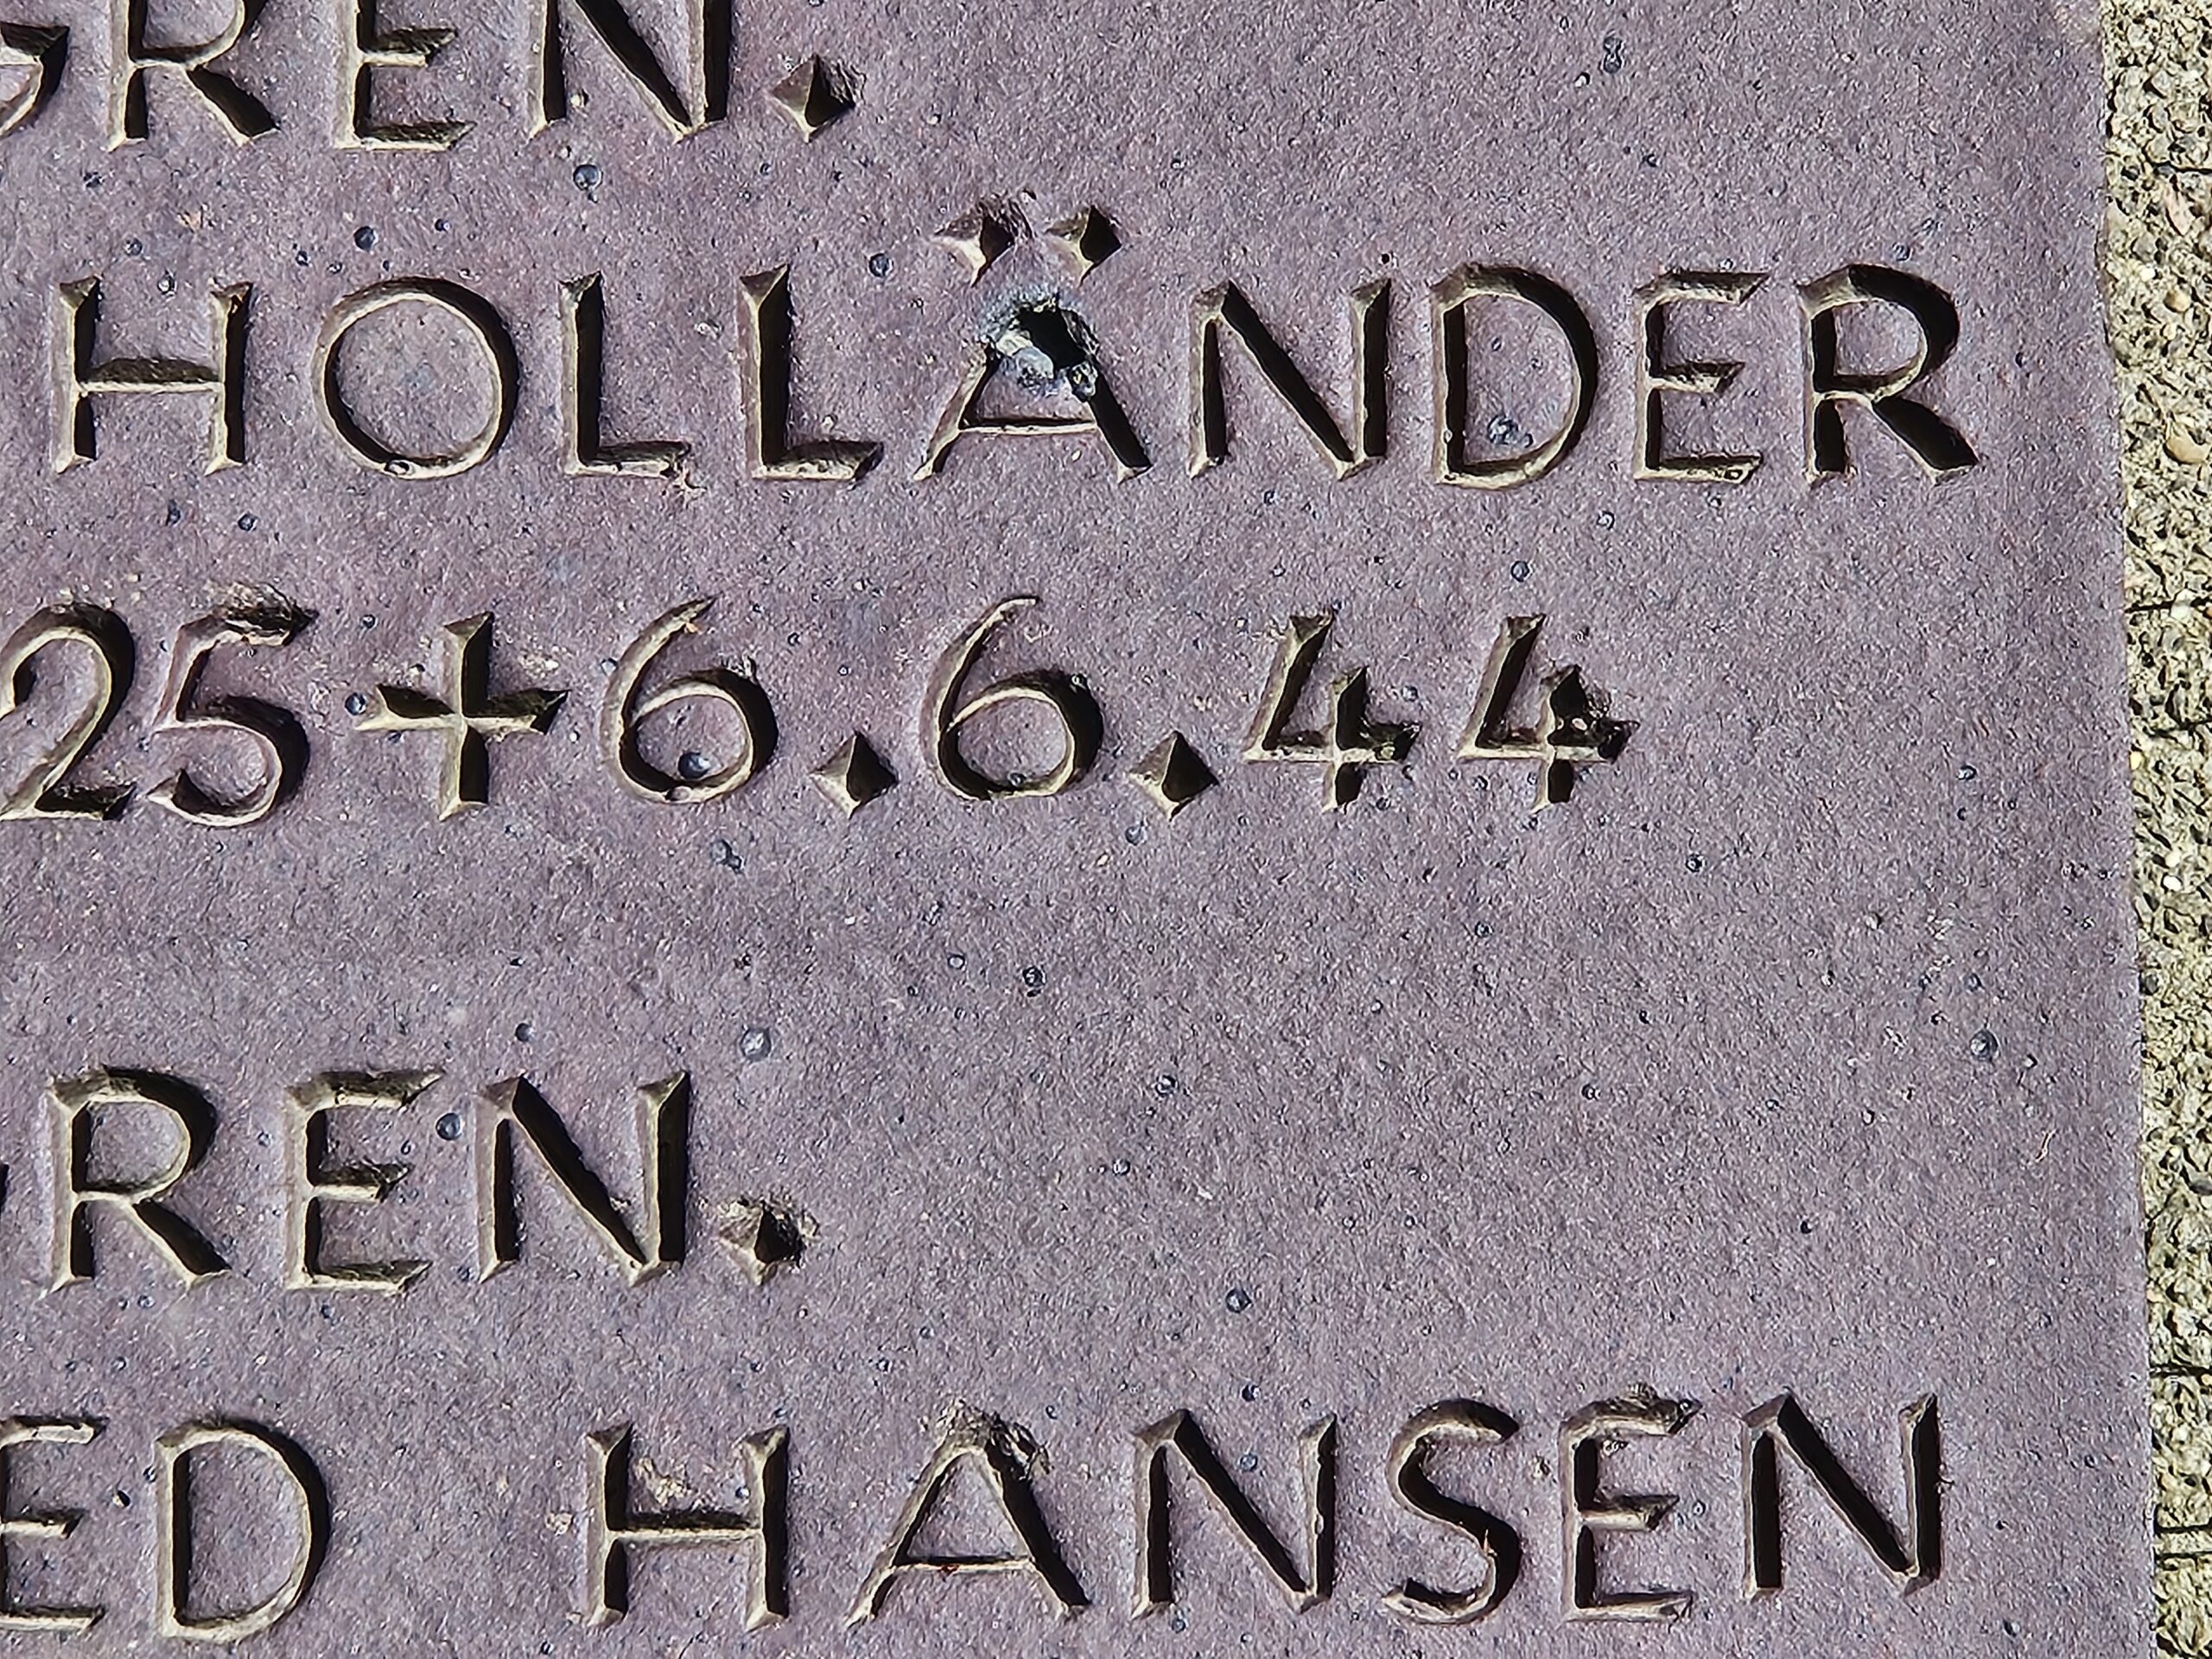 GREN.
HOLLÄNDER
25+6.6.44
REN.
ED HANSEN